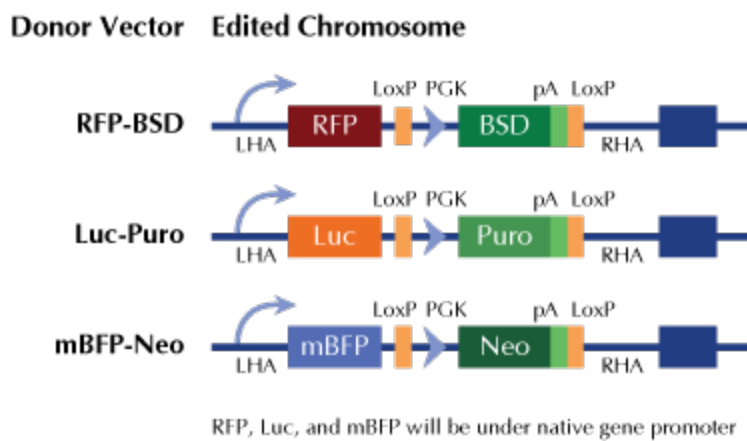 Donor Vector Edited Chromosome
LoxP PGK pA LoxP
RFP-BSD RFP BSD
LHA RHA
LoxP PGK pA LoxP
Luc-Puro Luc Puro
LHA RHA
LoxP PGK pA LoxP
mBFP-Neo mBFP Neo
LHA RHA
RFP, Luc, and mBFP will be under native gene promoter